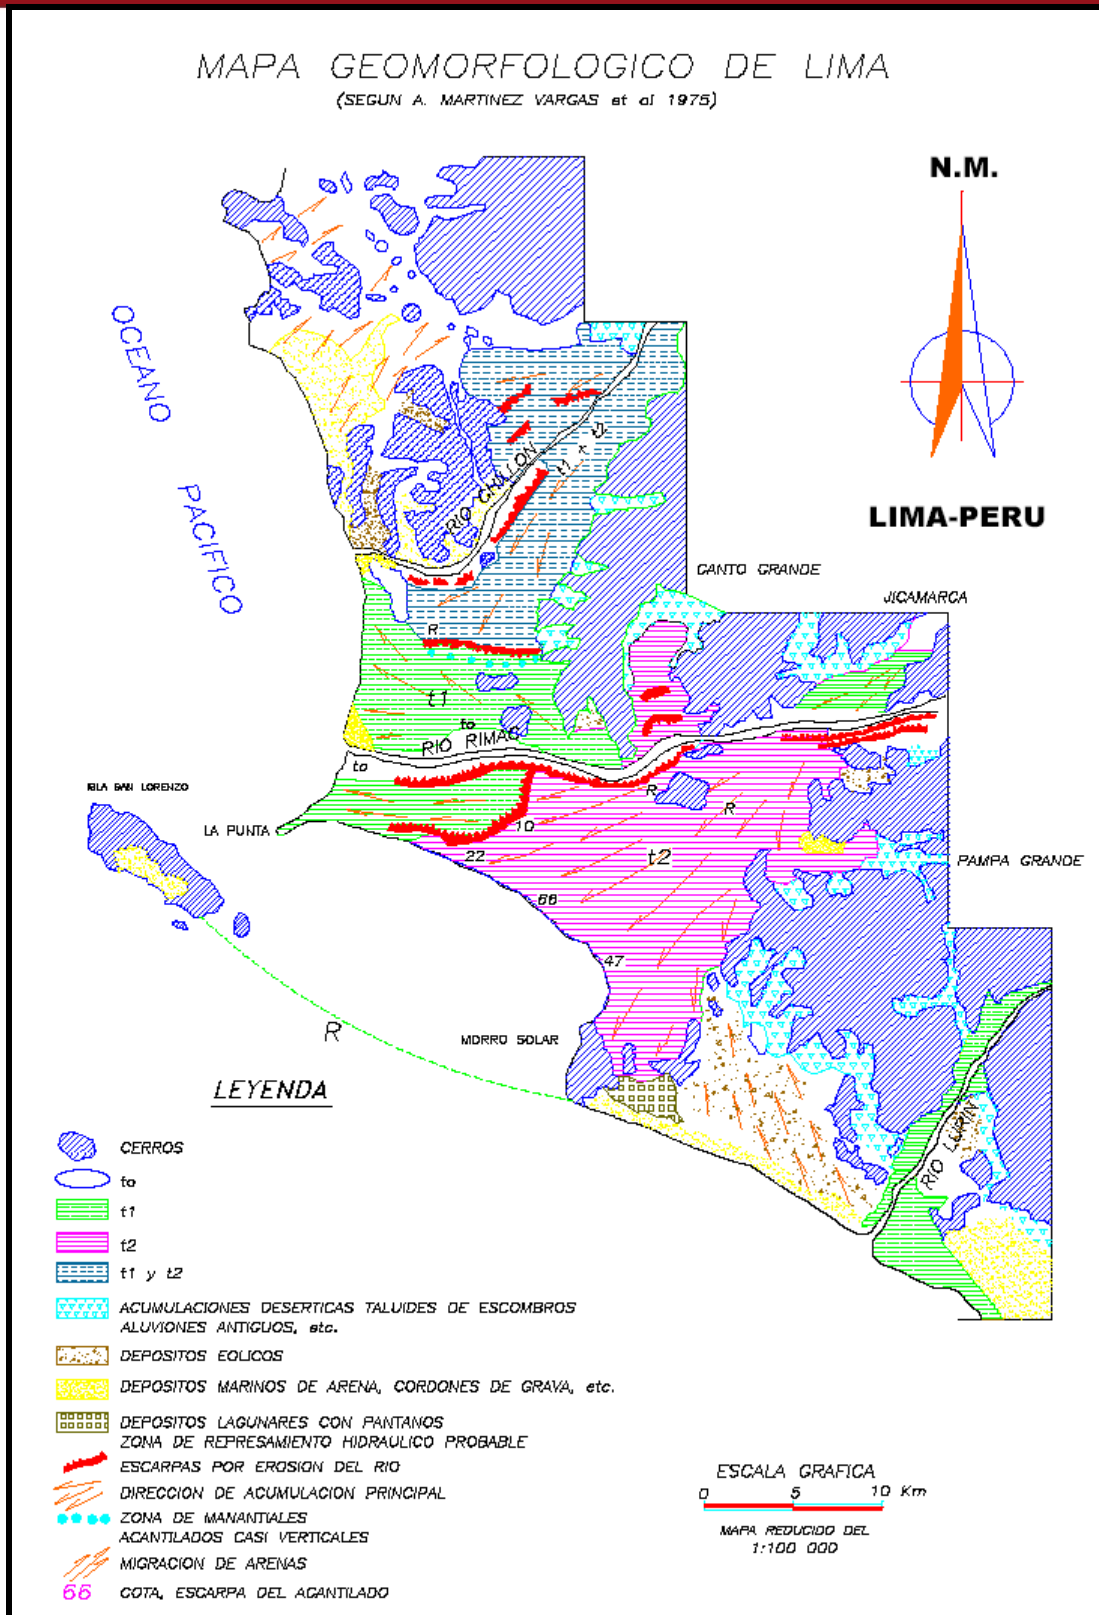 MAPA GEOMORFOLOGICO DE LIMA
(SEGUN A. MARTINEZ VARGAS et al 1975)
N.M.
LIMA-PERU
OCEANO
PACIFICO
RIO CHILLON
t1 + t2
CANTO GRANDE
JICAMARCA
R
t1
to
RIO RIMAC
to
ISLA SAN LORENZO
LA PUNTA
R
R
10
t2
22
PAMPA GRANDE
66
47
R
MORRO SOLAR
RIO LURIN
LEYENDA
CERROS
to
t1
t2
t1 y t2
ACUMULACIONES DESERTICAS TALUIDES DE ESCOMBROS
ALUVIONES ANTIGUOS, etc.
DEPOSITOS EOLICOS
DEPOSITOS MARINOS DE ARENA, CORDONES DE GRAVA, etc.
DEPOSITOS LAGUNARES CON PANTANOS
ZONA DE REPRESAMIENTO HIDRAULICO PROBABLE
ESCARPAS POR EROSION DEL RIO
DIRECCION DE ACUMULACION PRINCIPAL
ZONA DE MANANTIALES
ACANTILADOS CASI VERTICALES
MIGRACION DE ARENAS
66 COTA, ESCARPA DEL ACANTILADO
ESCALA GRAFICA
0 5 10 Km
MAPA REDUCIDO DEL
1:100 000